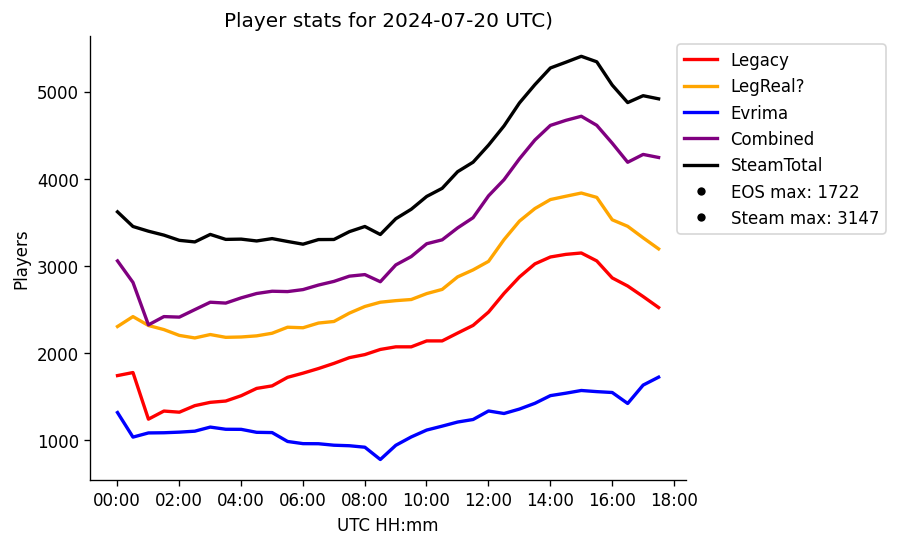 Player stats for 2024-07-20 UTC)
Legacy
LegReal?
Evrima
Combined
SteamTotal
EOS max: 1722
Steam max: 3147
Players
5000
4000
3000
2000
1000
00:00 02:00 04:00 06:00 08:00 10:00 12:00 14:00 16:00 18:00
UTC HH:mm